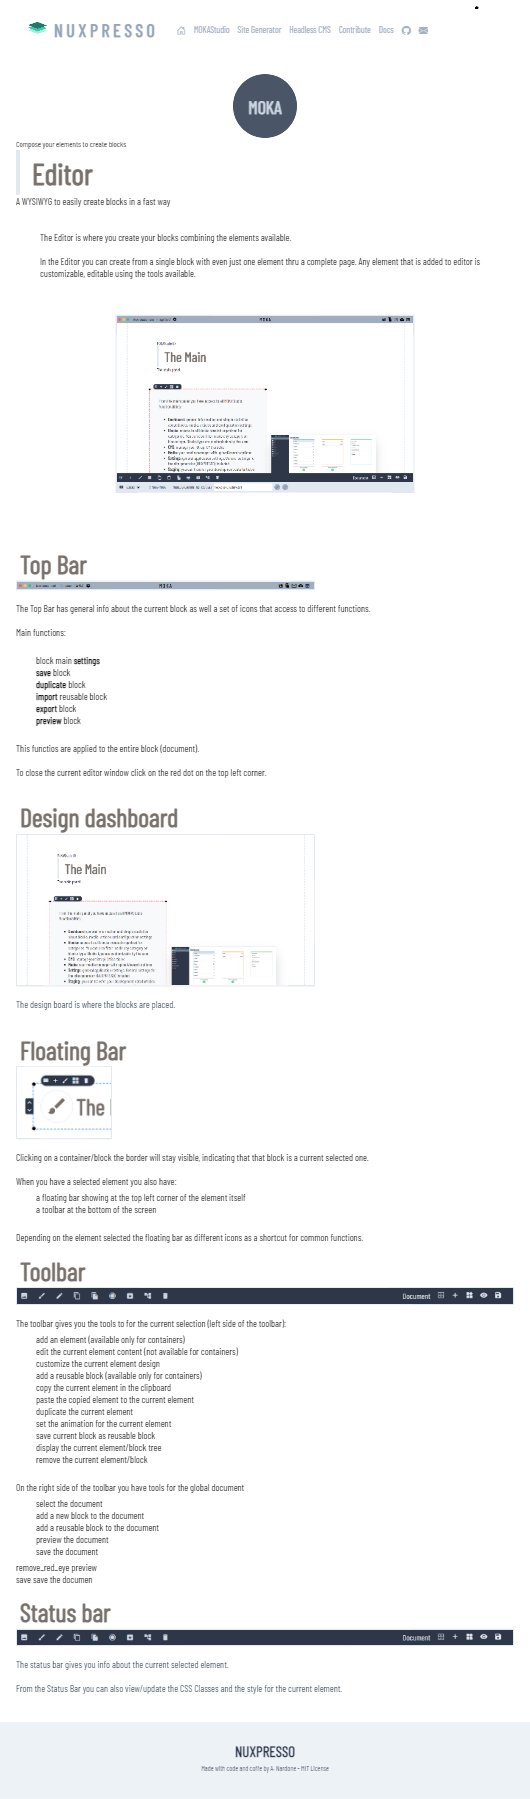 NUXPRESSO
MOKAStudio Site Generator Headless CMS Contribute Docs
MOKA
Compose your elements to create blocks
Editor
A WYSIWYG to easily create blocks in a fast way
The Editor is where you create your blocks combining the elements available.
In the Editor you can create from a single block with even just one element thru a complete page. Any element that is added to editor is
customizable, editable using the tools available.
MOKA
The Main
Document
Top Bar
MOKA
The Top Bar has general info about the current block as well a set of icons that access to different functions.
Main functions:
block main settings
save block
duplicate block
import reusable block
export block
preview block
This functios are applied to the entire block (document).
To close the current editor window click on the red dot on the top left corner.
Design dashboard
The Main
The design board is where the blocks are placed.
Floating Bar
The
Clicking on a container/block the border will stay visible, indicating that that block is a current selected one.
When you have a selected element you also have:
a floating bar showing at the top left corner of the element itself
a toolbar at the bottom of the screen
Depending on the element selected the floating bar as different icons as a shortcut for common functions.
Toolbar
Document
The toolbar gives you the tools to for the current selection (left side of the toolbar):
add an element (available only for containers)
edit the current element content (not available for containers)
customize the current element design
add a reusable block (available only for containers)
copy the current element in the clipboard
paste the copied element to the current element
duplicate the current element
set the animation for the current element
save current block as reusable block
display the current element/block tree
remove the current element/block
On the right side of the toolbar you have tools for the global document
select the document
add a new block to the document
add a reusable block to the document
preview the document
save the document
remove_red_eye preview
save save the documen
Status bar
Document
The status bar gives you info about the current selected element.
From the Status Bar you can also view/update the CSS Classes and the style for the current element.
NUXPRESSO
Made with code and coffe by A. Nardone - MIT License